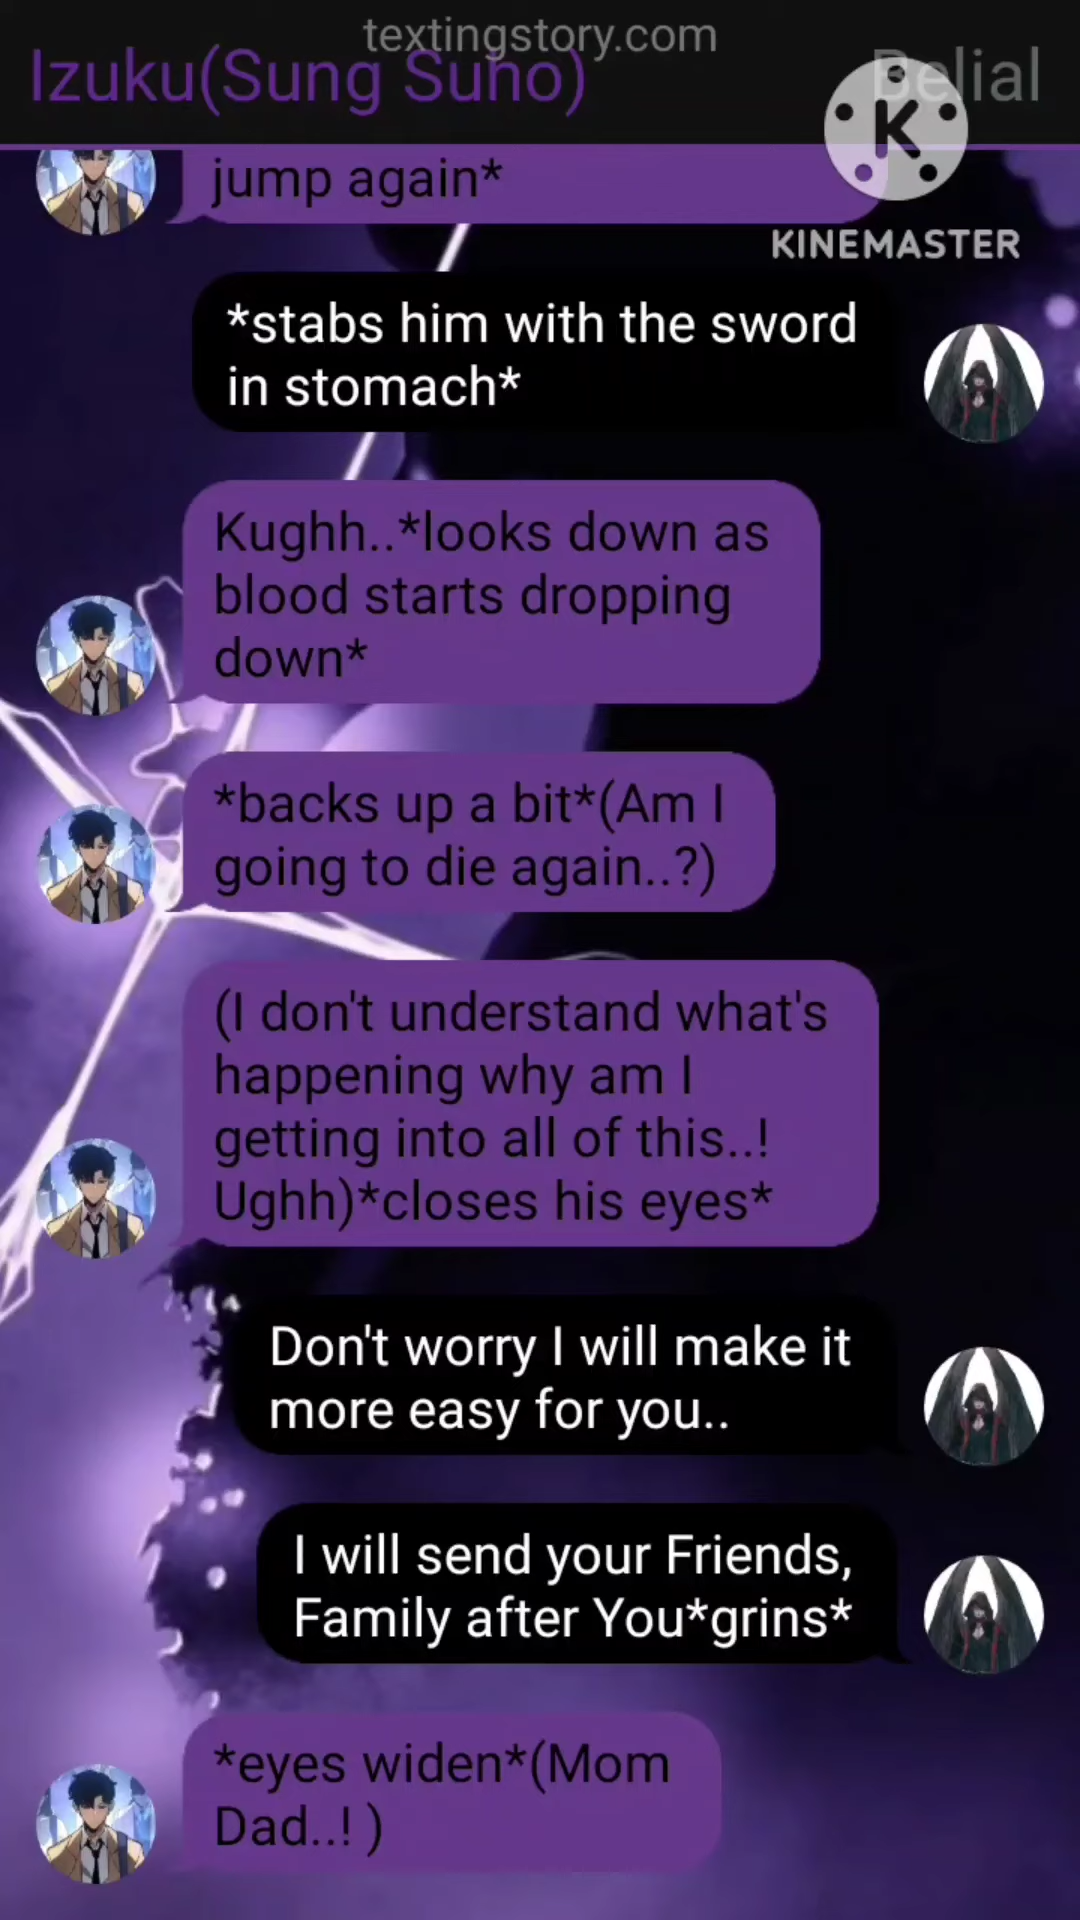 textingstory.com
Izuku(Sung Suho)
Belial
K
KINEMASTER
jump again*
*stabs him with the sword
in stomach*
Kughh..*looks down as
blood starts dropping
down*
*backs up a bit*(Am I
going to die again..?)
(I don't understand what's
happening why am I
getting into all of this..!
Ughh)*closes his eyes*
Don't worry I will make it
more easy for you..
I will send your Friends,
Family after You*grins*
*eyes widen*(Mom
Dad..! )